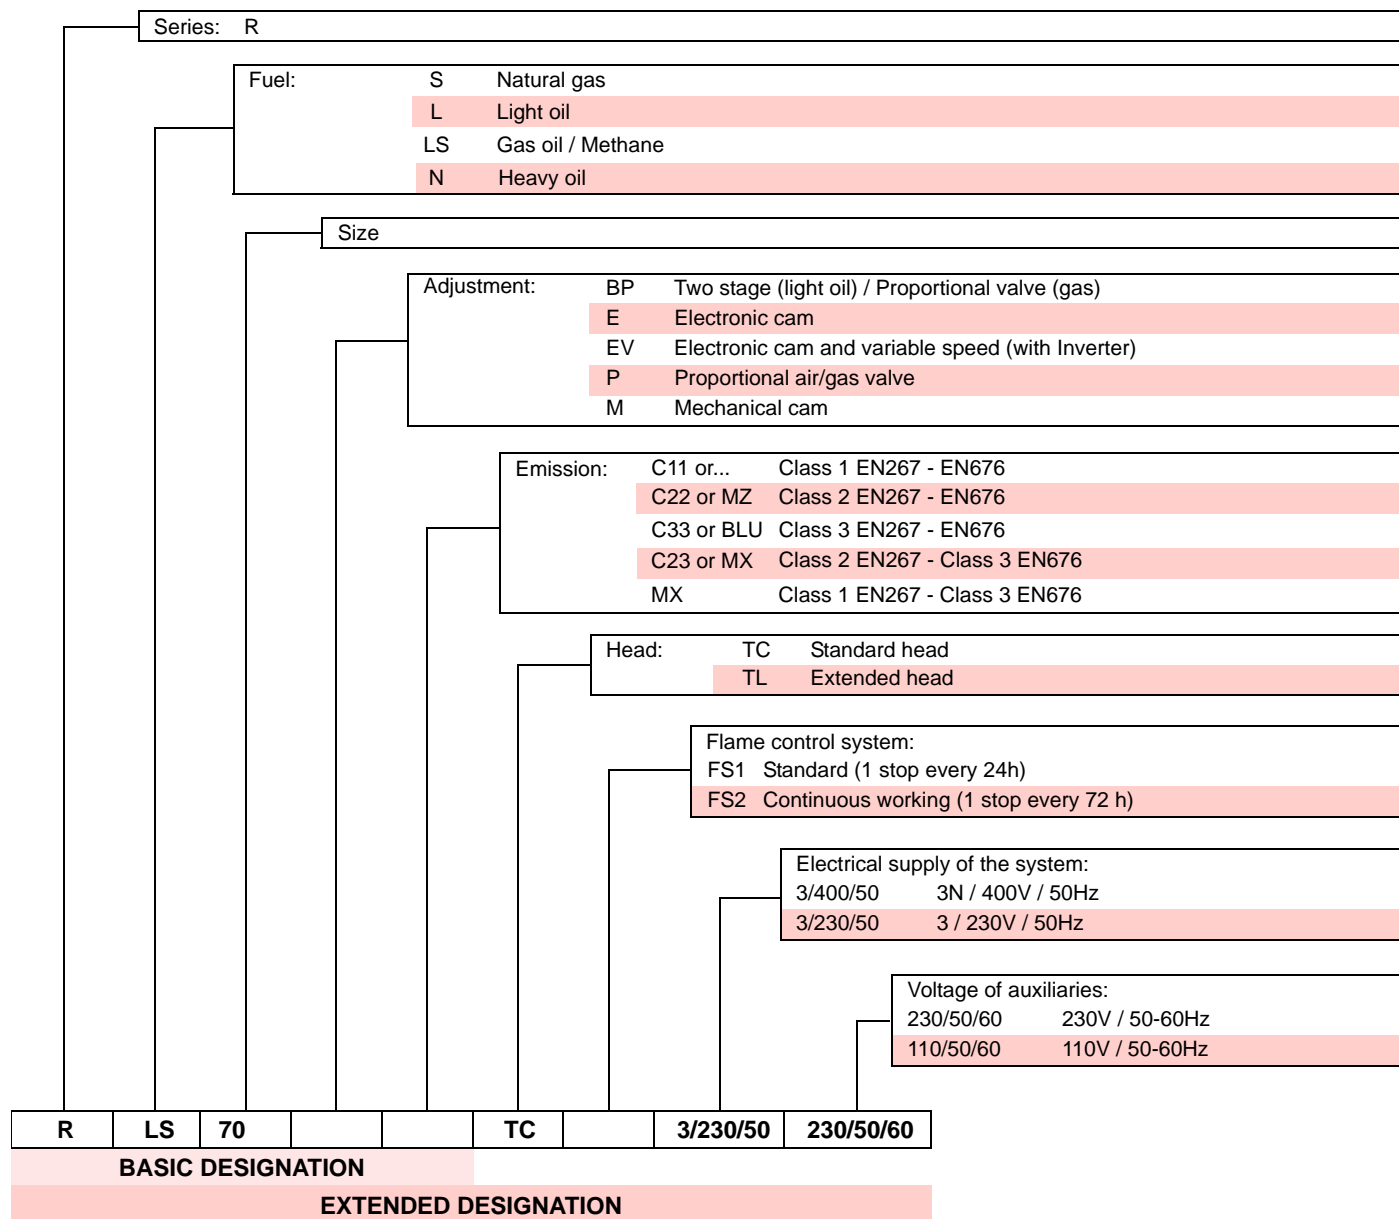 Series: R
Fuel: S Natural gas
L Light oil
LS Gas oil / Methane
N Heavy oil
Size
Adjustment: BP Two stage (light oil) / Proportional valve (gas)
E Electronic cam
EV Electronic cam and variable speed (with Inverter)
P Proportional air/gas valve
M Mechanical cam
Emission: C11 or... Class 1 EN267 - EN676
C22 or MZ Class 2 EN267 - EN676
C33 or BLU Class 3 EN267 - EN676
C23 or MX Class 2 EN267 - Class 3 EN676
MX Class 1 EN267 - Class 3 EN676
Head: TC Standard head
TL Extended head
Flame control system:
FS1 Standard (1 stop every 24h)
FS2 Continuous working (1 stop every 72 h)
Electrical supply of the system:
3/400/50 3N / 400V / 50Hz
3/230/50 3 / 230V / 50Hz
Voltage of auxiliaries:
230/50/60 230V / 50-60Hz
110/50/60 110V / 50-60Hz
R LS 70 TC 3/230/50 230/50/60
BASIC DESIGNATION
EXTENDED DESIGNATION